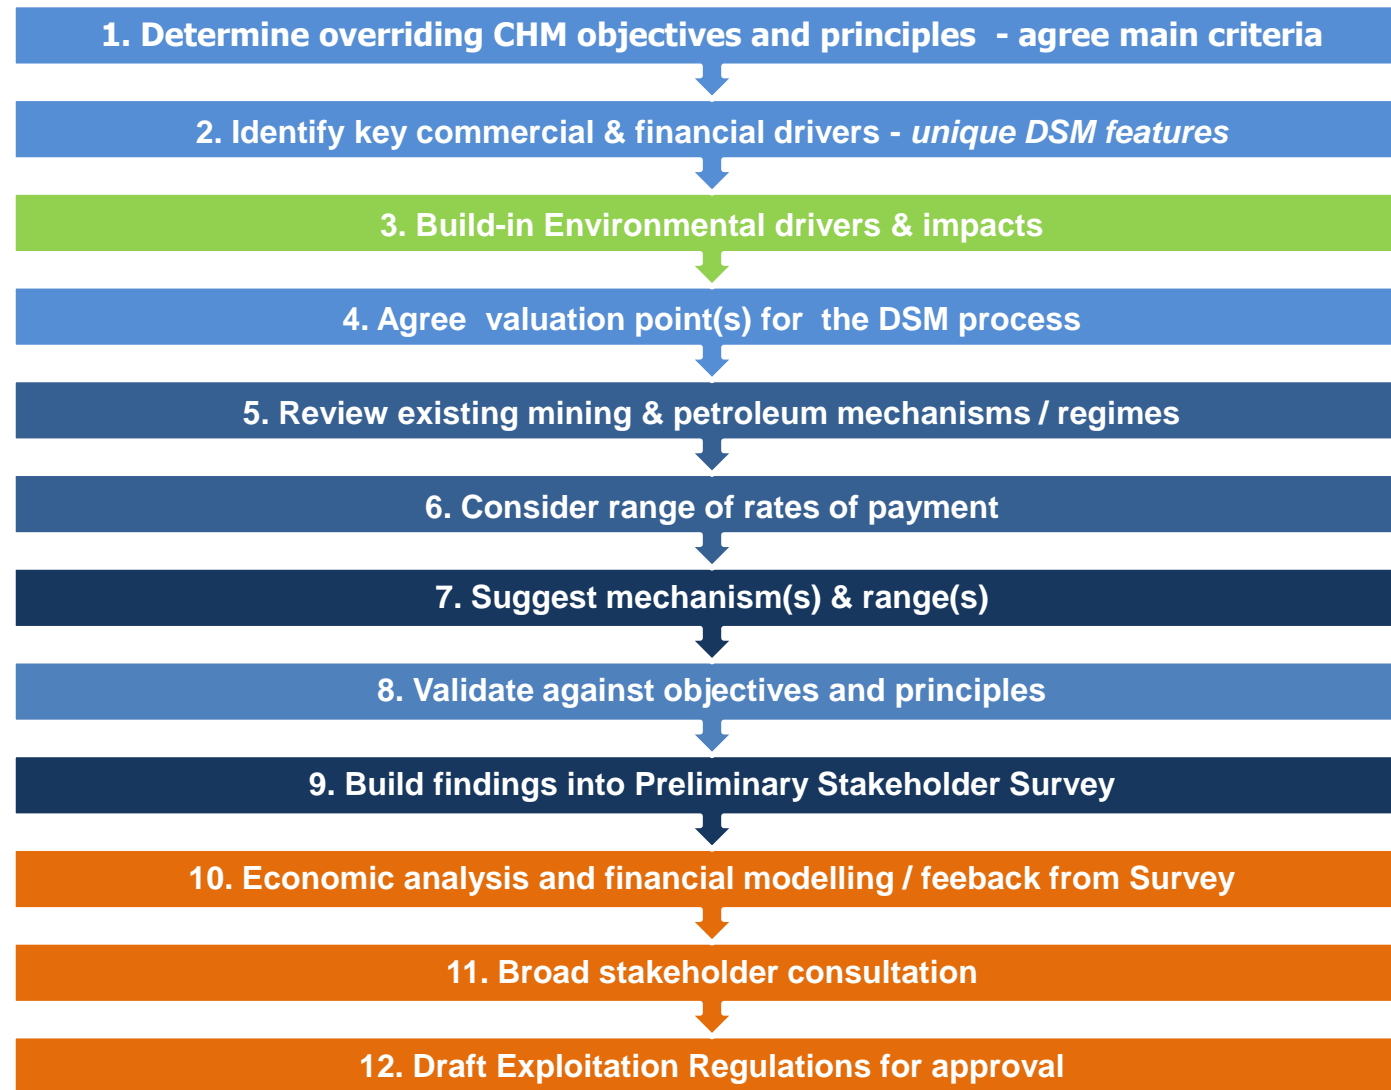 1. Determine overriding CHM objectives and principles - agree main criteria
2. Identify key commercial & financial drivers - unique DSM features
3. Build-in Environmental drivers & impacts
4. Agree valuation point(s) for the DSM process
5. Review existing mining & petroleum mechanisms / regimes
6. Consider range of rates of payment
7. Suggest mechanism(s) & range(s)
8. Validate against objectives and principles
9. Build findings into Preliminary Stakeholder Survey
10. Economic analysis and financial modelling / feeback from Survey
11. Broad stakeholder consultation
12. Draft Exploitation Regulations for approval